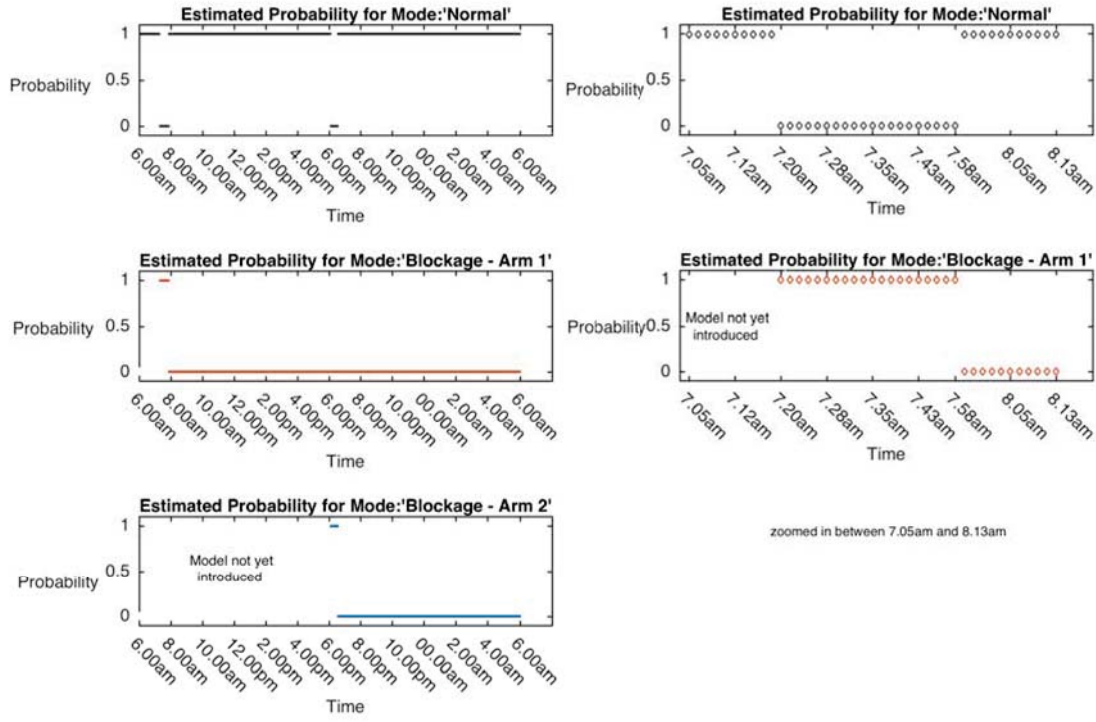 Estimated Probability for Mode:'Normal'
Probability
1
0.5
0
6.00am
8.00am
10.00am
12.00pm
2.00pm
4.00pm
6.00pm
8.00pm
10.00pm
00.00am
2.00am
4.00am
6.00am
Time
Estimated Probability for Mode:'Normal'
Probability
1
0.5
0
7.05am
7.12am
7.20am
7.28am
7.35am
7.43am
7.58am
8.05am
8.13am
Time
Estimated Probability for Mode:'Blockage - Arm 1'
Probability
1
0.5
0
6.00am
8.00am
10.00am
12.00pm
2.00pm
4.00pm
6.00pm
8.00pm
10.00pm
00.00am
2.00am
4.00am
6.00am
Time
Estimated Probability for Mode:'Blockage - Arm 1'
Probability
1
0.5
0
Model not yet
introduced
7.05am
7.12am
7.20am
7.28am
7.35am
7.43am
7.58am
8.05am
8.13am
Time
Estimated Probability for Mode:'Blockage - Arm 2'
Probability
1
0.5
0
Model not yet
introduced
6.00am
8.00am
10.00am
12.00pm
2.00pm
4.00pm
6.00pm
8.00pm
10.00pm
00.00am
2.00am
4.00am
6.00am
Time
zoomed in between 7.05am and 8.13am